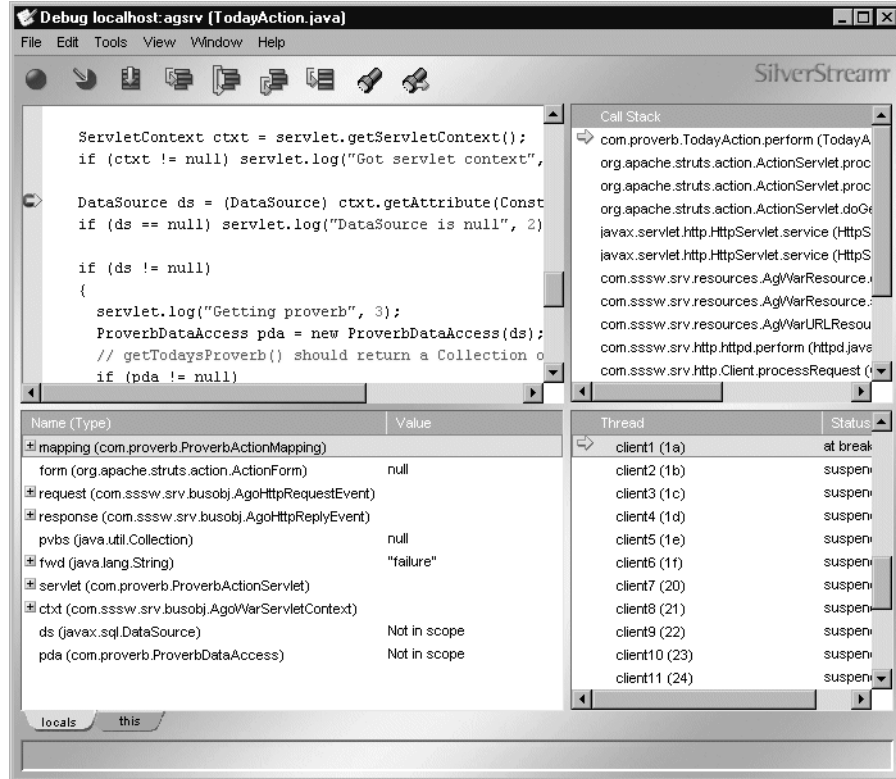 Debug localhost:agsrv (TodayAction.java)
File Edit Tools View Window Help
SilverStream
ServletContext ctxt = servlet.getServletContext();
if (ctxt != null) servlet.log("Got servlet context",
DataSource ds = (DataSource) ctxt.getAttribute(Const
if (ds == null) servlet.log("DataSource is null", 2)
if (ds != null)
{
servlet.log("Getting proverb", 3);
ProverbDataAccess pda = new ProverbDataAccess(ds);
// getTodaysProverb() should return a Collection o
if (pda != null)
Call Stack
com.proverb.TodayAction.perform (TodayA
org.apache.struts.action.ActionServlet.proc
org.apache.struts.action.ActionServlet.proc
org.apache.struts.action.ActionServlet.doGe
javax.servlet.http.HttpServlet.service (HttpS
javax.servlet.http.HttpServlet.service (HttpS
com.sssw.srv.resources.AgWarResource.
com.sssw.srv.resources.AgWarResource.
com.sssw.srv.resources.AgWarURLResou
com.sssw.srv.http.httpd.perform (httpd.java
com.sssw.srv.http.Client.processRequest (
Name (Type) Value
mapping (com.proverb.ProverbActionMapping)
form (org.apache.struts.action.ActionForm) null
request (com.sssw.srv.busobj.AgoHttpRequestEvent)
response (com.sssw.srv.busobj.AgoHttpReplyEvent)
pvbs (java.util.Collection) null
fwd (java.lang.String) "failure"
servlet (com.proverb.ProverbActionServlet)
ctxt (com.sssw.srv.busobj.AgoWarServletContext)
ds (javax.sql.DataSource) Not in scope
pda (com.proverb.ProverbDataAccess) Not in scope
Thread Status
client1 (1a) at break
client2 (1b) suspen
client3 (1c) suspen
client4 (1d) suspen
client5 (1e) suspen
client6 (1f) suspen
client7 (20) suspen
client8 (21) suspen
client9 (22) suspen
client10 (23) suspen
client11 (24) suspen
locals this